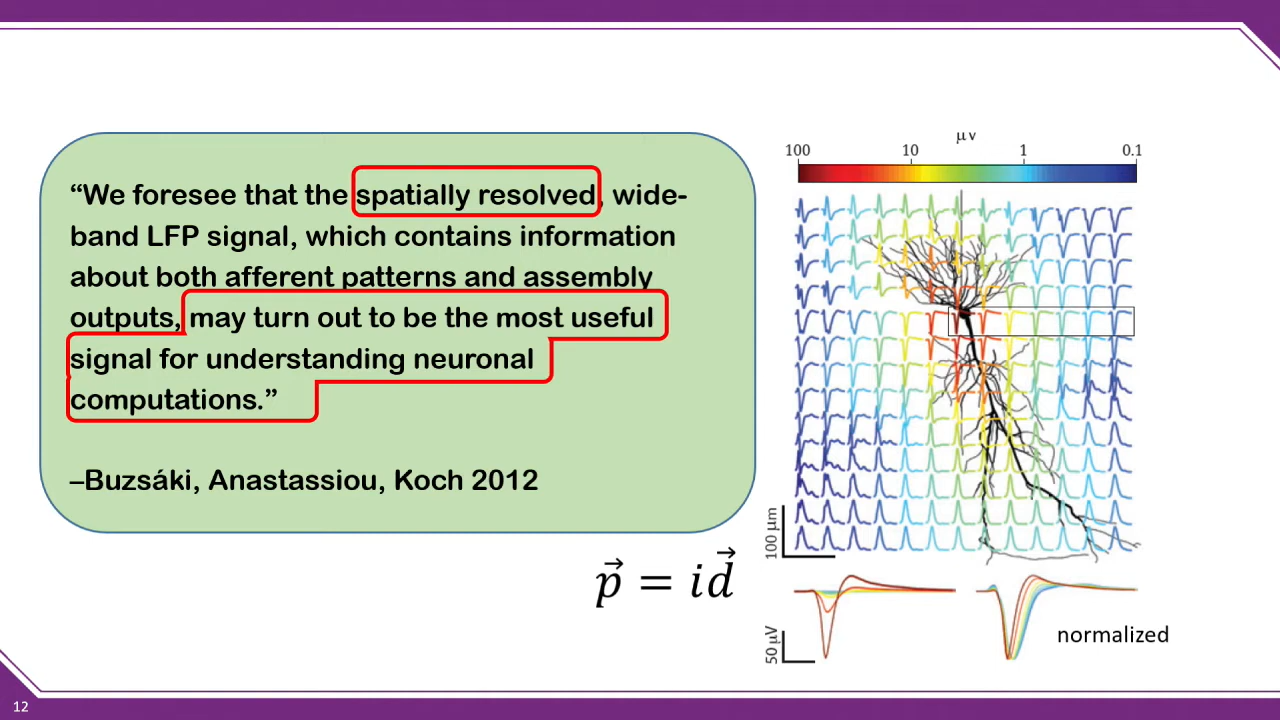 “We foresee that the spatially resolved, wide-
band LFP signal, which contains information
about both afferent patterns and assembly
outputs, may turn out to be the most useful
signal for understanding neuronal
computations.”
–Buzsáki, Anastassiou, Koch 2012
p⃗ = id⃗
μv
100 10 1 0.1
100 μm
50 μV
normalized
12